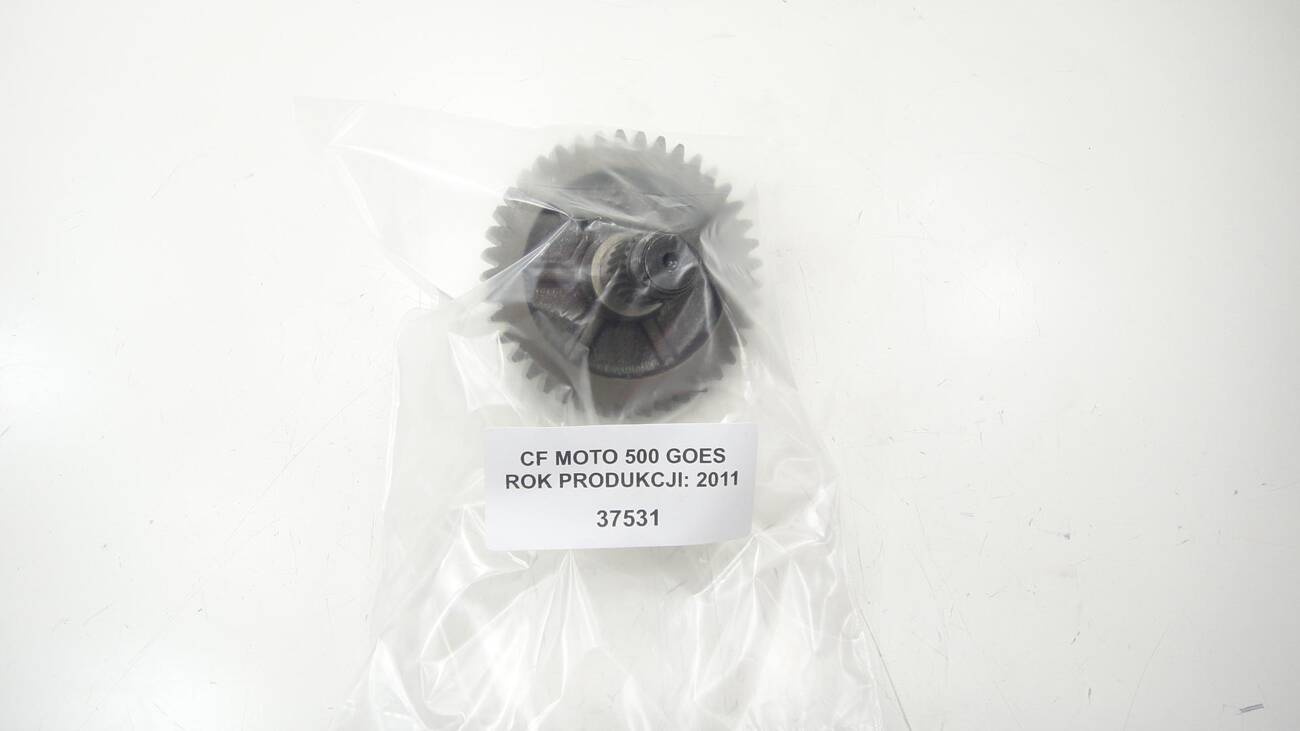 CF MOTO 500 GOES
ROK PRODUKCJI: 2011
37531